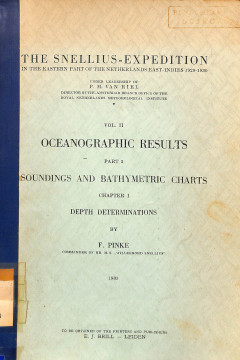 THE SNELLIUS-EXPEDITION
IN THE EASTERN PART OF THE NETHERLANDS EAST-INDIES 1929-1930
UNDER LEADERSHIP OF
P. M. VAN RIEL
DIRECTOR OF THE AMSTERDAM BRANCH OFFICE OF THE
ROYAL NETHERLANDS METEOROLOGICAL INSTITUTE
VOL. II
OCEANOGRAPHIC RESULTS
PART 2
SOUNDINGS AND BATHYMETRIC CHARTS
CHAPTER I
DEPTH DETERMINATIONS
BY
F. PINKE
COMMANDER OF HR. M.S. „WILLEBRORD SNELLIUS"
1935
TO BE OBTAINED OF THE PRINTERS AND PUBLISHERS
E. J. BRILL — LEIDEN